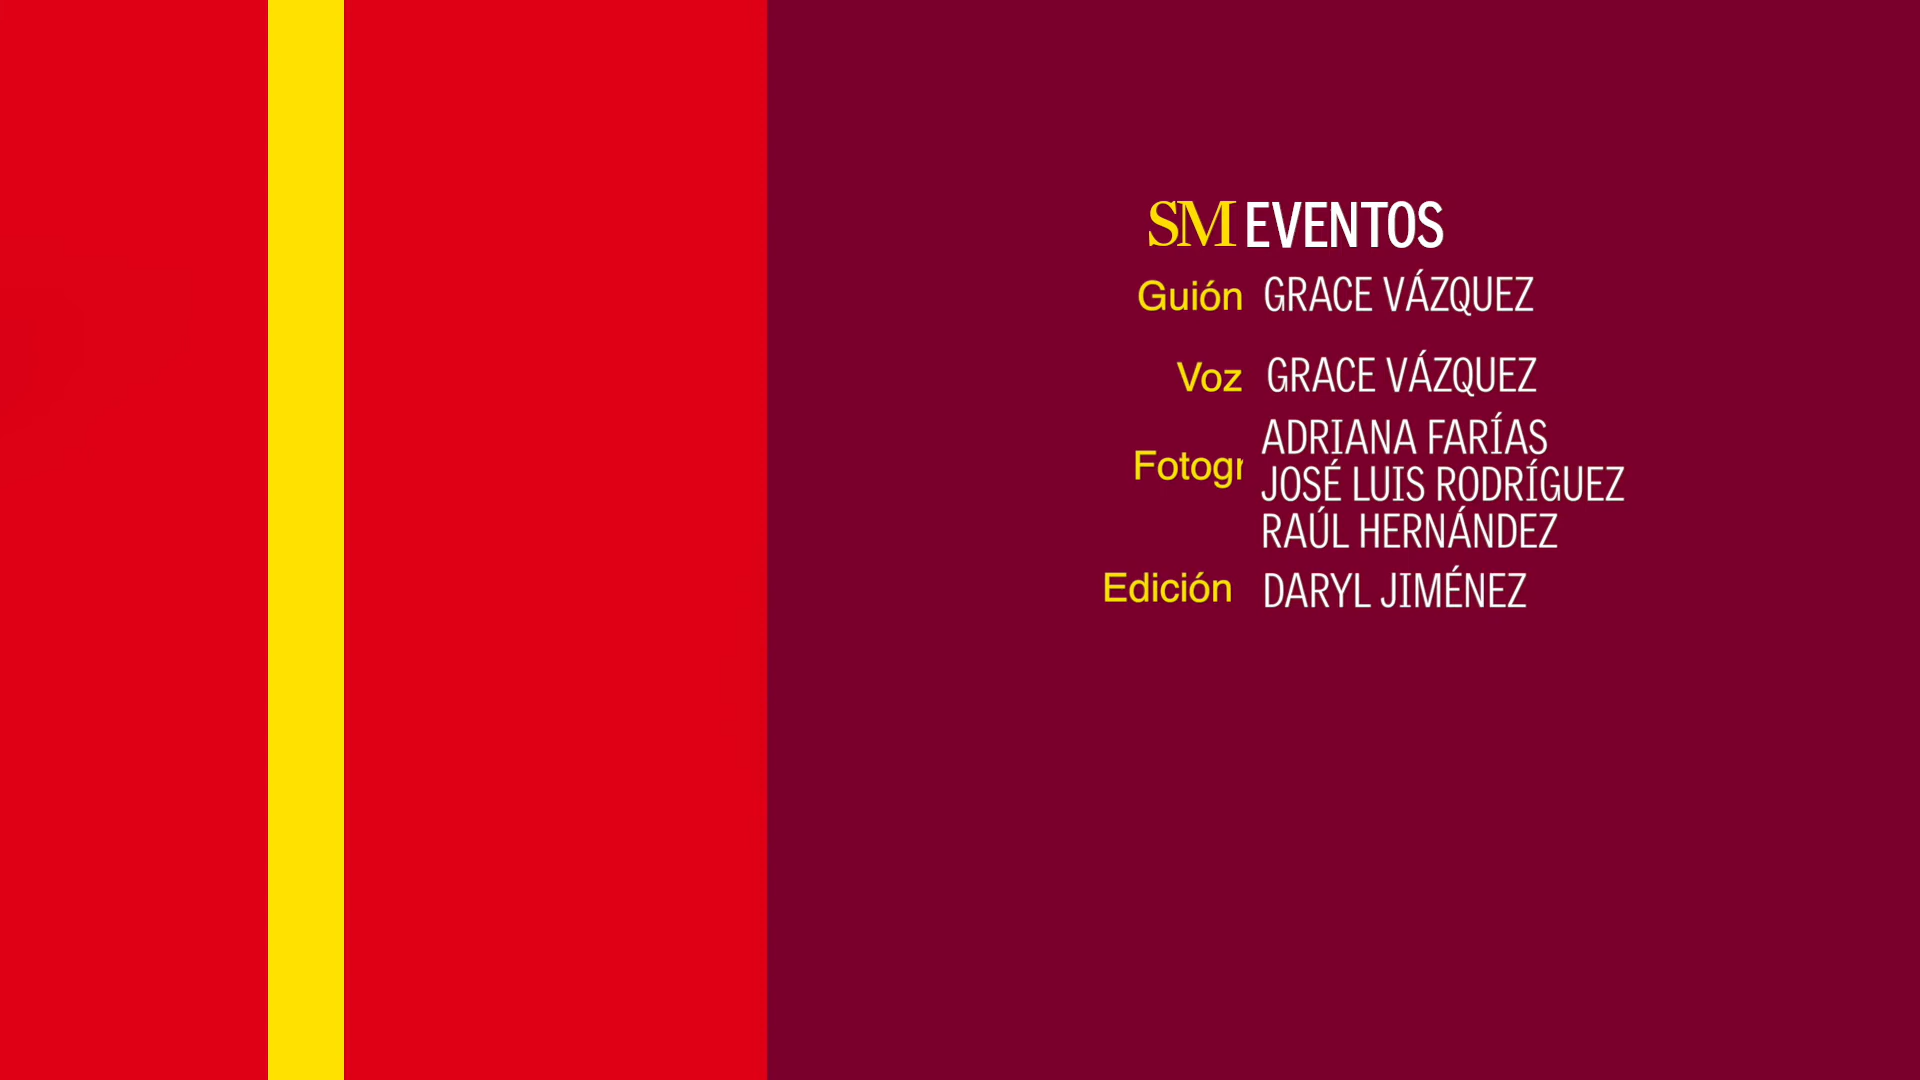 SM EVENTOS
Guión GRACE VÁZQUEZ
Voz GRACE VÁZQUEZ
ADRIANA FARÍAS
Fotogr JOSÉ LUIS RODRÍGUEZ
RAÚL HERNÁNDEZ
Edición DARYL JIMÉNEZ